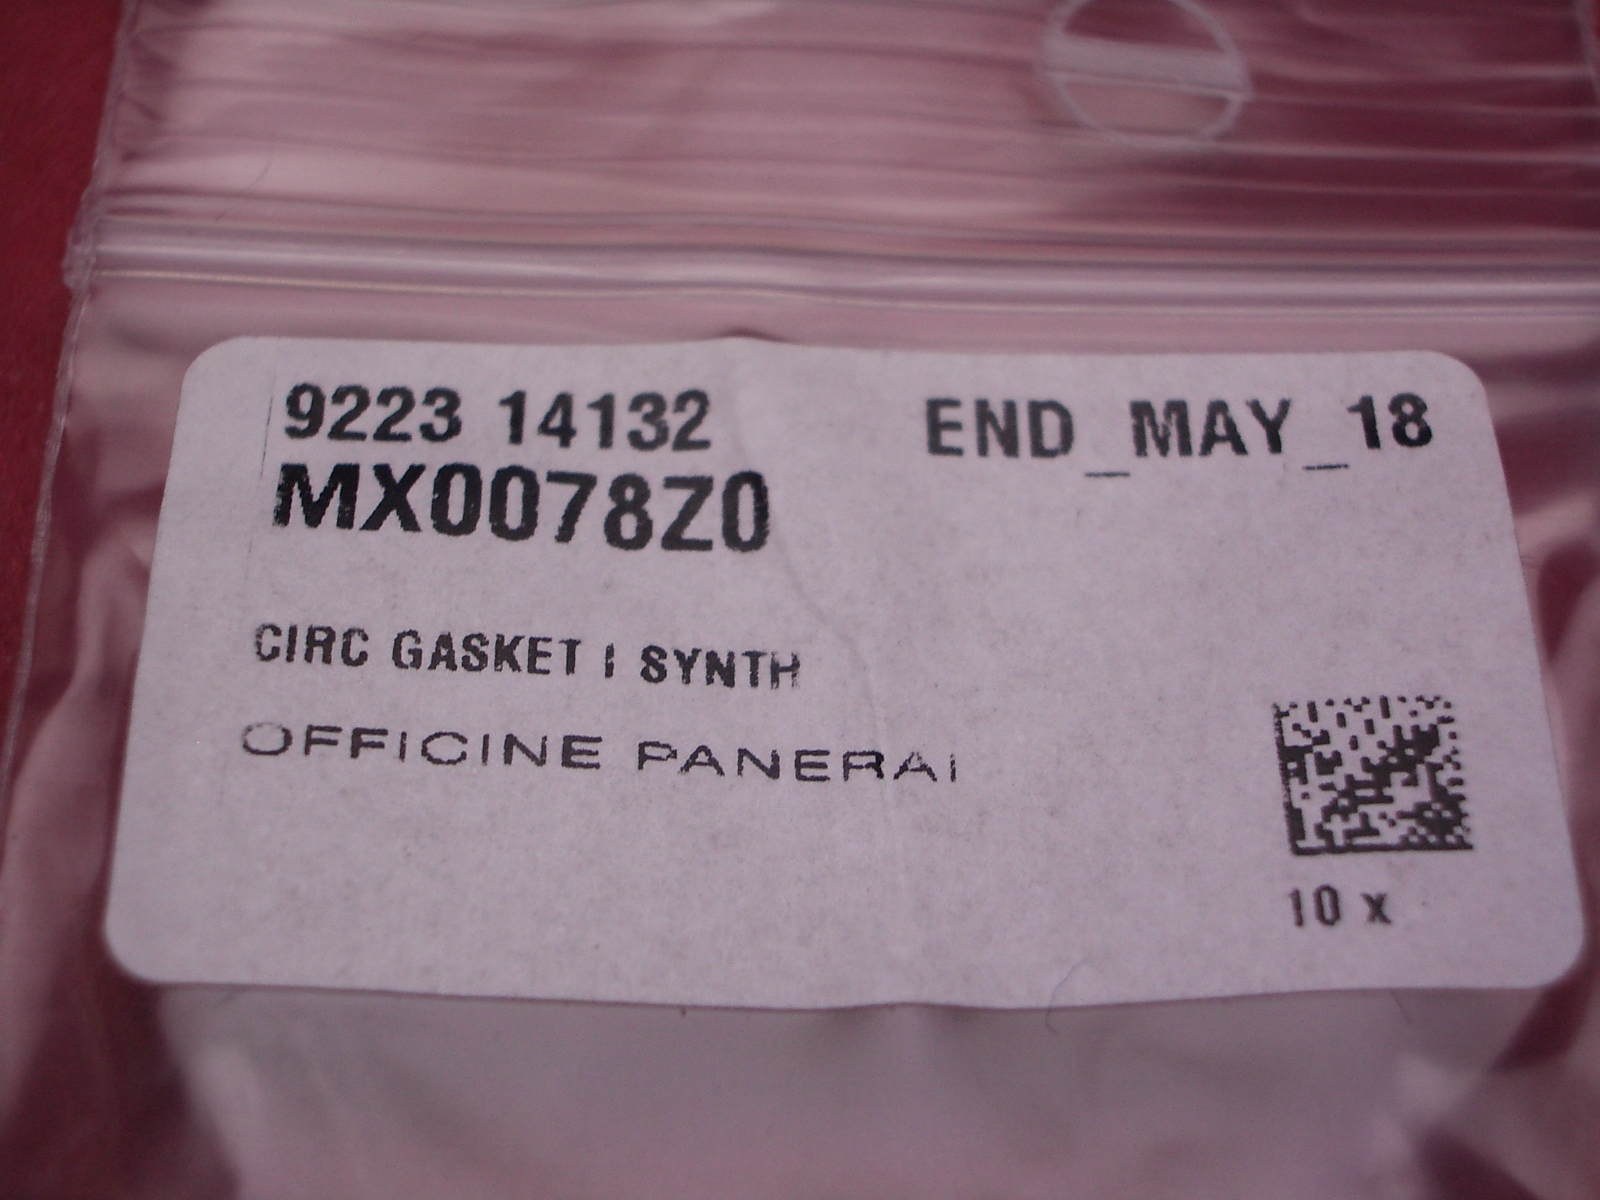 9223 14132 END_MAY_18
MX0078Z0
CIRC GASKET I SYNTH
OFFICINE PANERAI
10 x